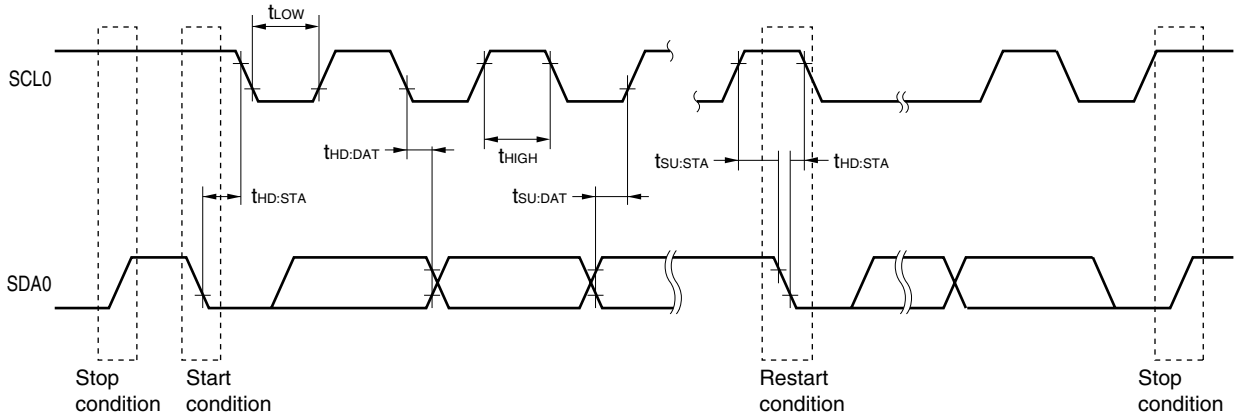 tLOW
SCL0
tHD:DAT
tHIGH
tSU:STA
tHD:STA
tHD:STA
tSU:DAT
SDA0
Stop
condition
Start
condition
Restart
condition
Stop
condition